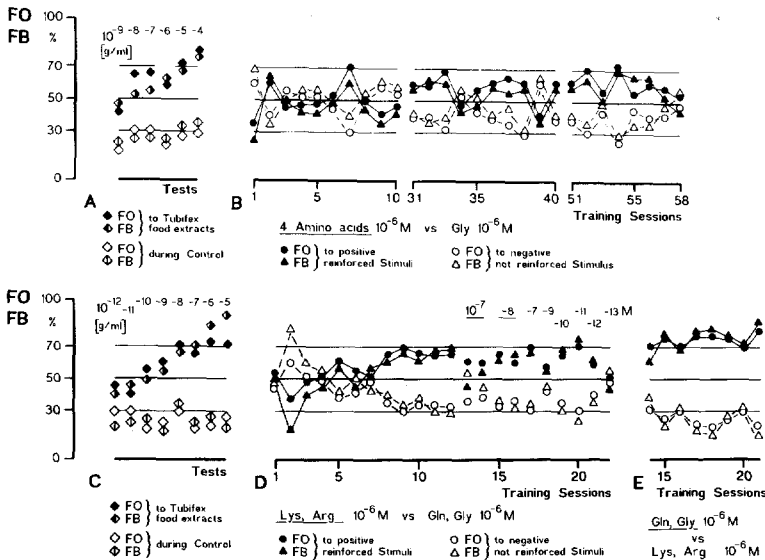 FO
FB
%
100
70
50
30
0
10-9 -8 -7 -6 -5 -4
[g/ml]
Tests
A
FO
FB
to Tubifex
food extracts
FO
FB
during Control
B
1 5 10 31 35 40 51 55 58
Training Sessions
4 Amino acids 10-6M vs Gly 10-6M
FO
FB
to positive
reinforced Stimuli
FO
FB
to negative
not reinforced Stimulus
FO
FB
%
100
70
50
30
0
10-12 -11 -10 -9 -8 -7 -6 -5
[g/ml]
Tests
C
FO
FB
to Tubifex
food extracts
FO
FB
during Control
10-7 -8 -7 -9 -10 -11 -12 -13 M
D
1 5 10 15 20
Training Sessions
Lys, Arg 10-6M vs Gln, Gly 10-6M
FO
FB
to positive
reinforced Stimuli
FO
FB
to negative
not reinforced Stimuli
E
15 20
Training Sessions
Gln, Gly 10-6M
vs
Lys, Arg 10-6M